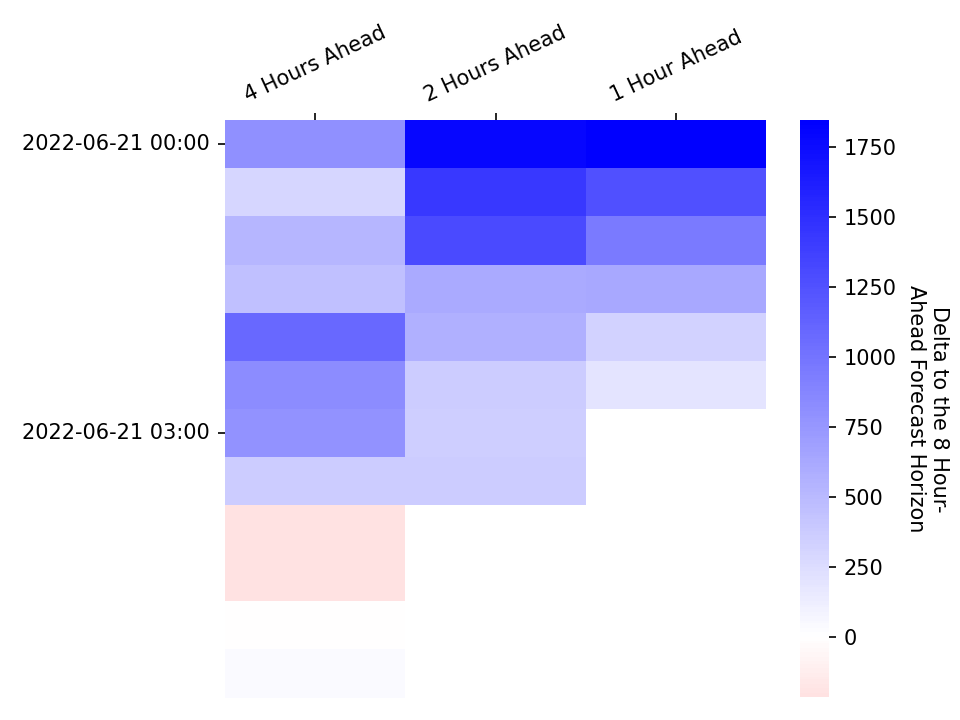 4 Hours Ahead
2 Hours Ahead
1 Hour Ahead
2022-06-21 00:00
2022-06-21 03:00
1750
1500
1250
1000
750
500
250
0
Delta to the 8 Hour-
Ahead Forecast Horizon